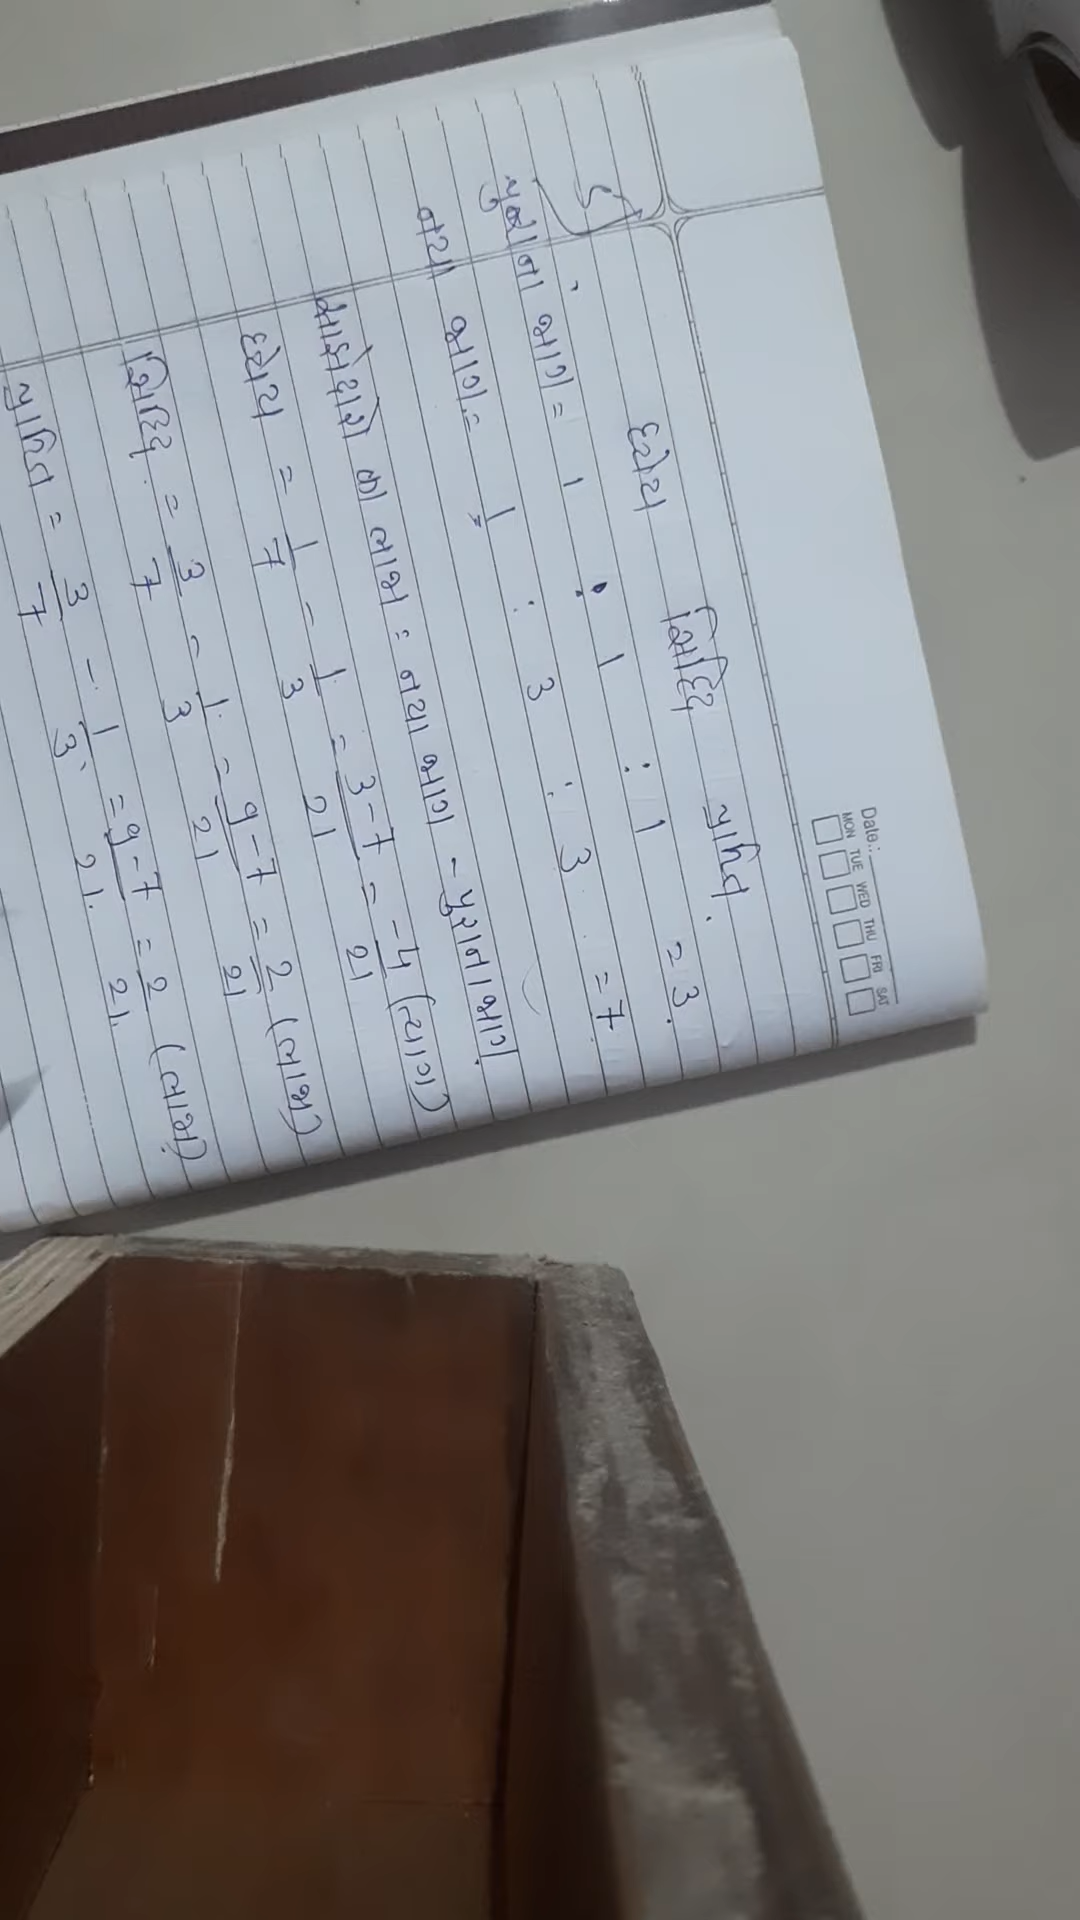 Date.:
MON TUE WED THU FRI SAT
5)
ધ્યેય સિદ્ધિ
ભાગ = 1 : 1 : 1 = 3.
નયા ભાગ = 1 : 3 : 3 = 7
કા લાભ = નયા ભાગ - પુરાના ભાગ.
ધ્યેય = 1/7 - 1/3 = 3-7/21 = -4/21 (ત્યાગ)
સિદ્ધિ = 3/7 - 1/3 = 9-7/21 = 2/21 (લાભ)
= 3/7 - 1/3 = 9-7/21. = 2/21. (લાભ)